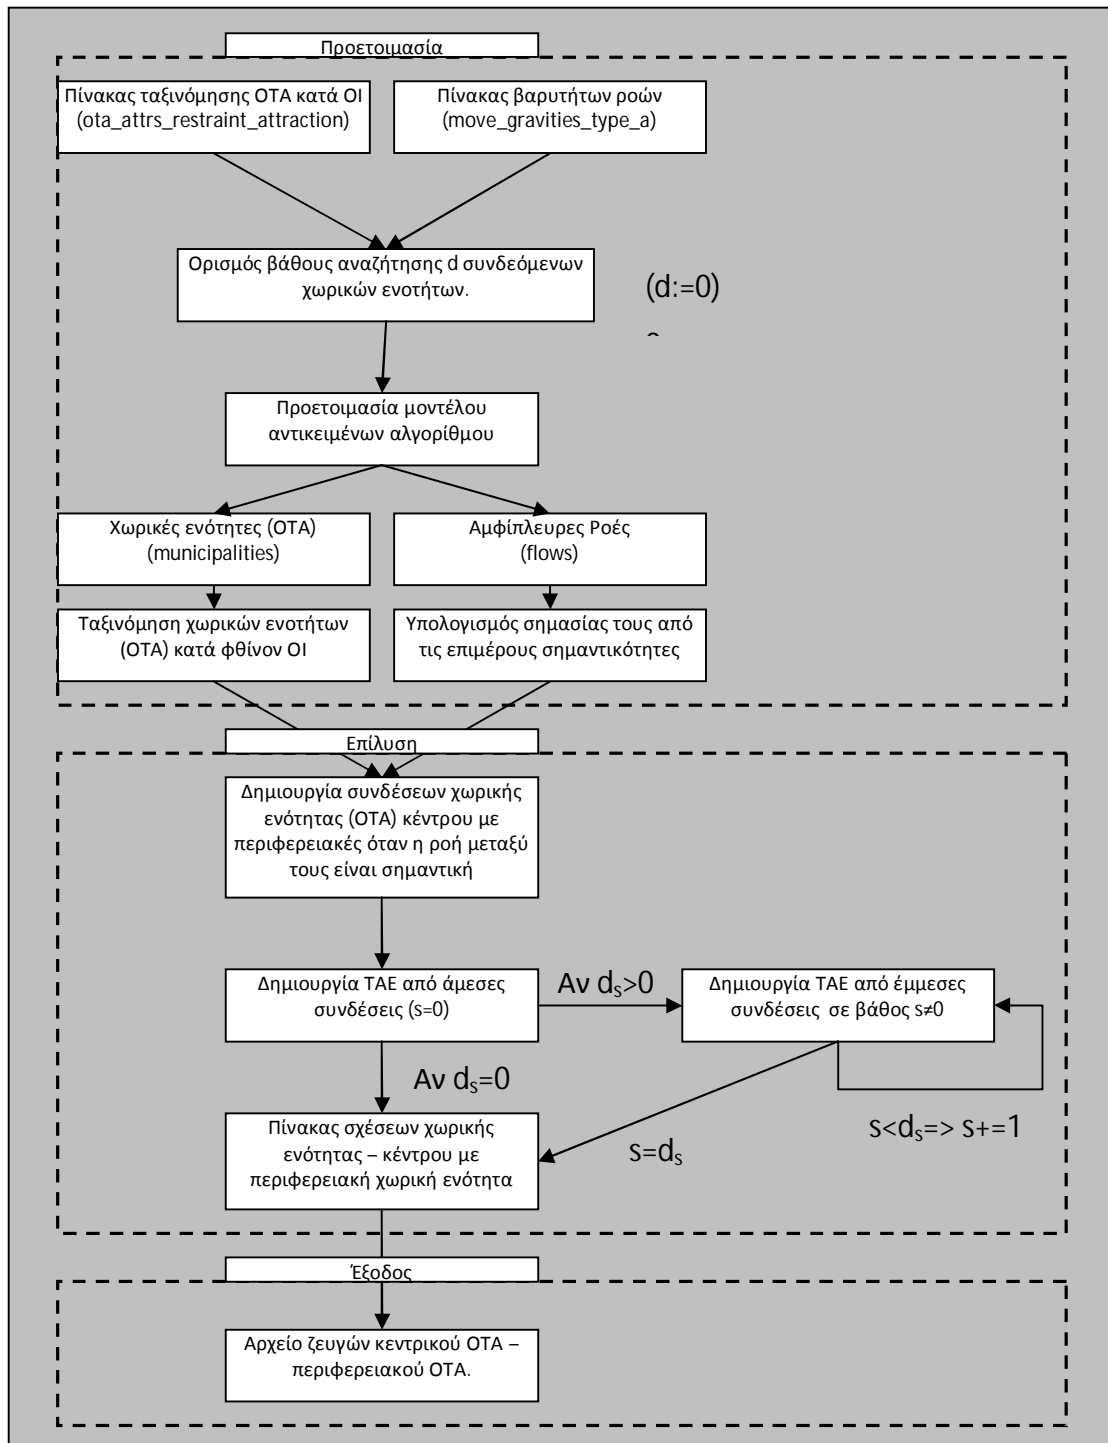 Προετοιμασία
Πίνακας ταξινόμησης ΟΤΑ κατά ΟΙ
(ota_attrs_restraint_attraction)
Πίνακας βαρυτήτων ροών
(move_gravities_type_a)
Ορισμός βάθους αναζήτησης d συνδεόμενων
χωρικών ενοτήτων.
(d:=0)
Προετοιμασία μοντέλου
αντικειμένων αλγορίθμου
Χωρικές ενότητες (ΟΤΑ)
(municipalities)
Αμφίπλευρες Ροές
(flows)
Ταξινόμηση χωρικών ενοτήτων
(ΟΤΑ) κατά φθίνον ΟΙ
Υπολογισμός σημασίας τους από
τις επιμέρους σημαντικότητες
Επίλυση
Δημιουργία συνδέσεων χωρικής
ενότητας (ΟΤΑ) κέντρου με
περιφερειακές όταν η ροή μεταξύ
τους είναι σημαντική
Δημιουργία ΤΑΕ από άμεσες
συνδέσεις (s=0)
Αν ds>0
Δημιουργία ΤΑΕ από έμμεσες
συνδέσεις σε βάθος s≠0
Αν ds=0
s<ds=> s+=1
s=ds
Πίνακας σχέσεων χωρικής
ενότητας – κέντρου με
περιφερειακή χωρική ενότητα
Έξοδος
Αρχείο ζευγών κεντρικού ΟΤΑ –
περιφερειακού ΟΤΑ.